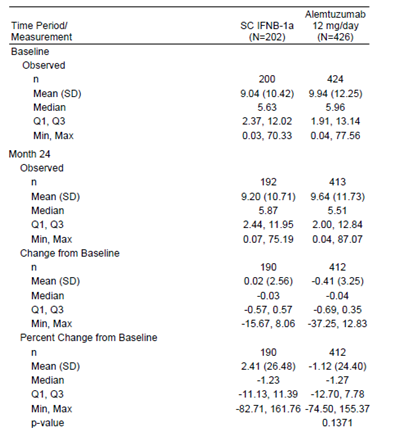 Time Period/ Measurement SC IFNB-1a (N=202) Alemtuzumab 12 mg/day (N=426)
Baseline
Observed
n 200 424
Mean (SD) 9.04 (10.42) 9.94 (12.25)
Median 5.63 5.96
Q1, Q3 2.37, 12.02 1.91, 13.14
Min, Max 0.03, 70.33 0.04, 77.56
Month 24
Observed
n 192 413
Mean (SD) 9.20 (10.71) 9.64 (11.73)
Median 5.87 5.51
Q1, Q3 2.44, 11.95 2.00, 12.84
Min, Max 0.07, 75.19 0.04, 87.07
Change from Baseline
n 190 412
Mean (SD) 0.02 (2.56) -0.41 (3.25)
Median -0.03 -0.04
Q1, Q3 -0.57, 0.57 -0.69, 0.35
Min, Max -15.67, 8.06 -37.25, 12.83
Percent Change from Baseline
n 190 412
Mean (SD) 2.41 (26.48) -1.12 (24.40)
Median -1.23 -1.27
Q1, Q3 -11.13, 11.39 -12.70, 7.78
Min, Max -82.71, 161.76 -74.50, 155.37
p-value 0.1371